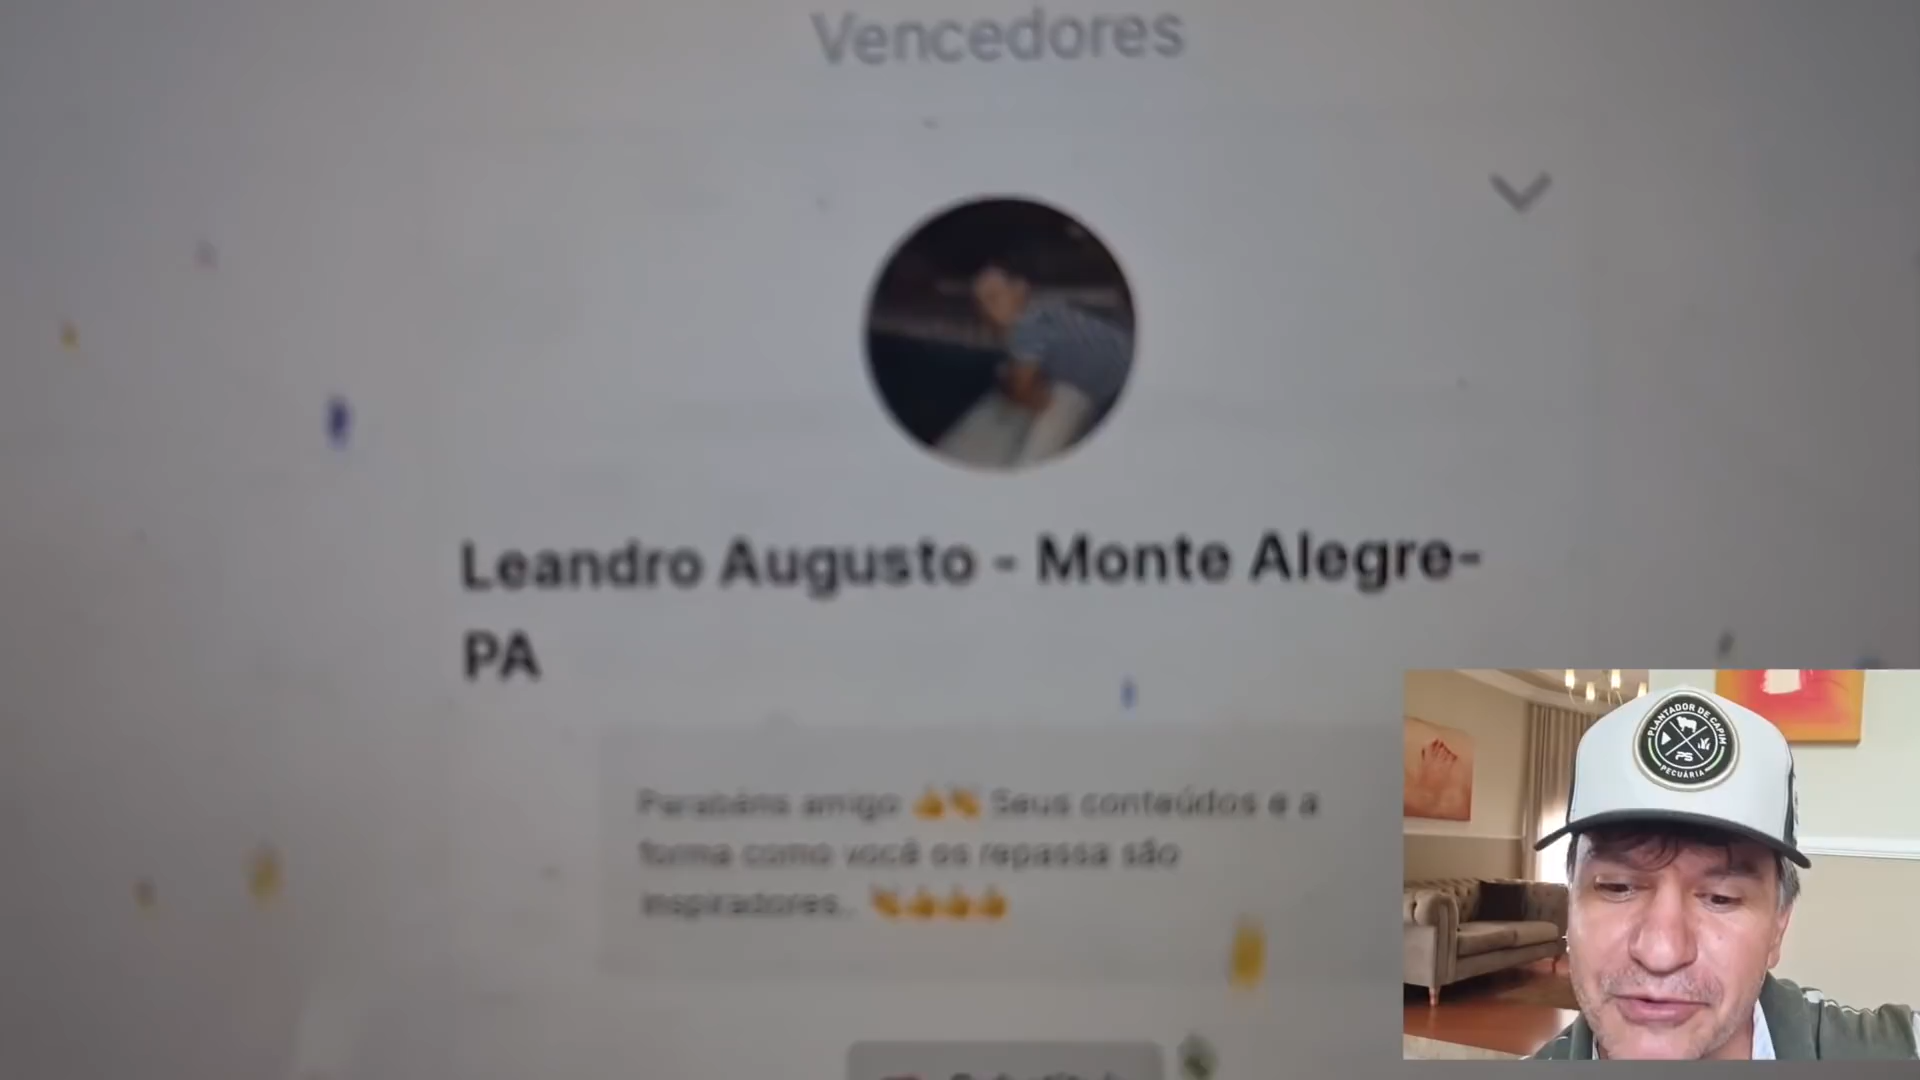 Vencedores
Leandro Augusto - Monte Alegre-
PA
Parabéns amigo 👍👏 Seus conteúdos e a
forma como você os repassa são
inspiradores.. 👏👍👍👍
PLANTADOR DE CAPIM
PS
PECUÁRIA